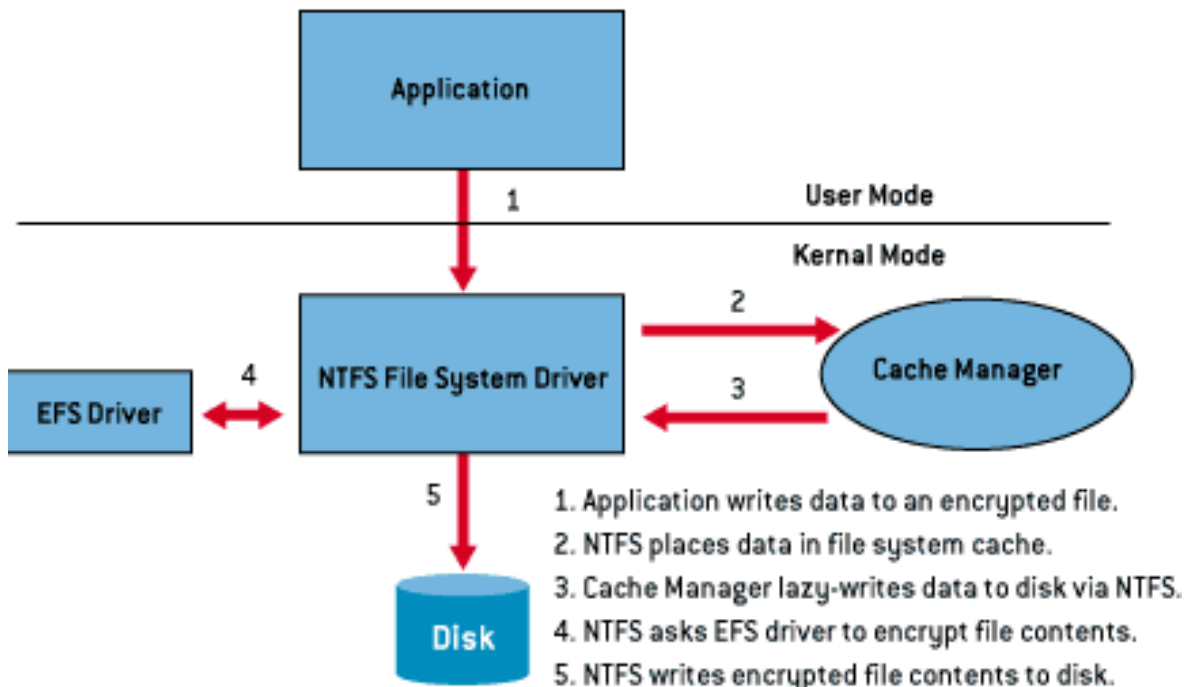 Application
1
User Mode
Kernal Mode
2
NTFS File System Driver
Cache Manager
4
3
EFS Driver
5
1. Application writes data to an encrypted file.
2. NTFS places data in file system cache.
3. Cache Manager lazy-writes data to disk via NTFS.
Disk
4. NTFS asks EFS driver to encrypt file contents.
5. NTFS writes encrypted file contents to disk.